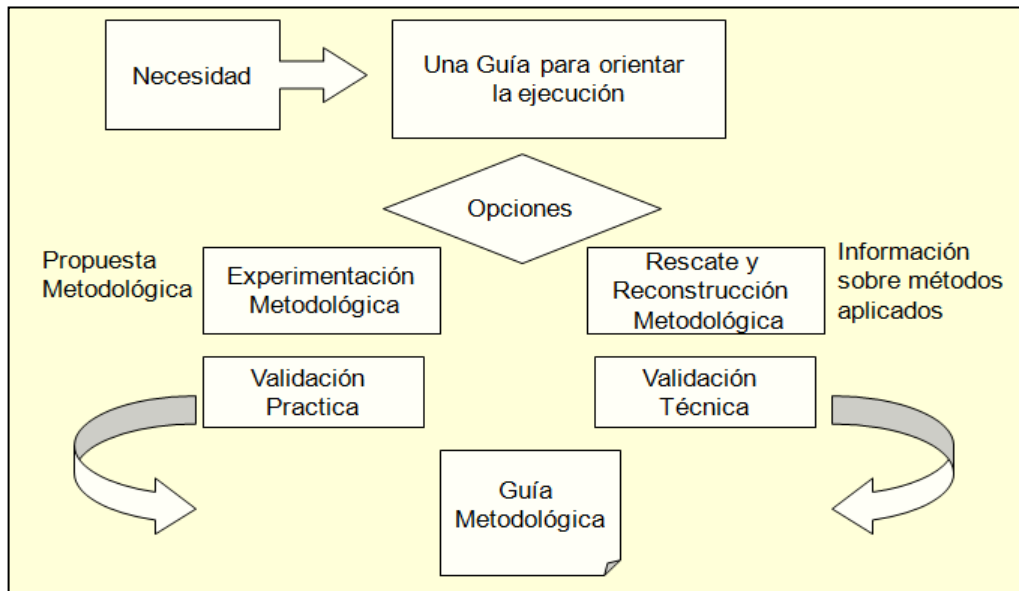 Necesidad
Una Guía para orientar
la ejecución
Opciones
Propuesta
Metodológica
Experimentación
Metodológica
Rescate y
Reconstrucción
Metodológica
Información
sobre métodos
aplicados
Validación
Practica
Validación
Técnica
Guía
Metodológica